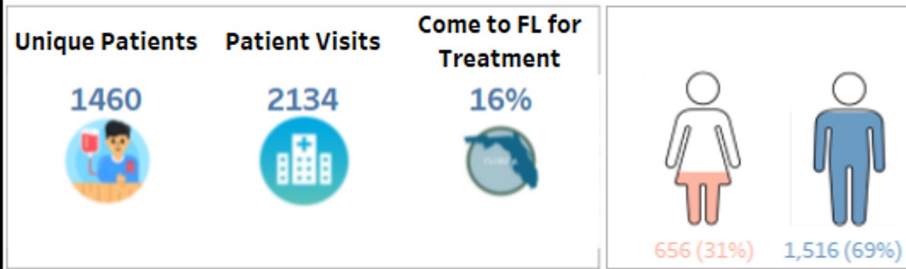 Unique Patients
Patient Visits
Come to FL for
Treatment
1460
2134
16%
656 (31%)
1,516 (69%)